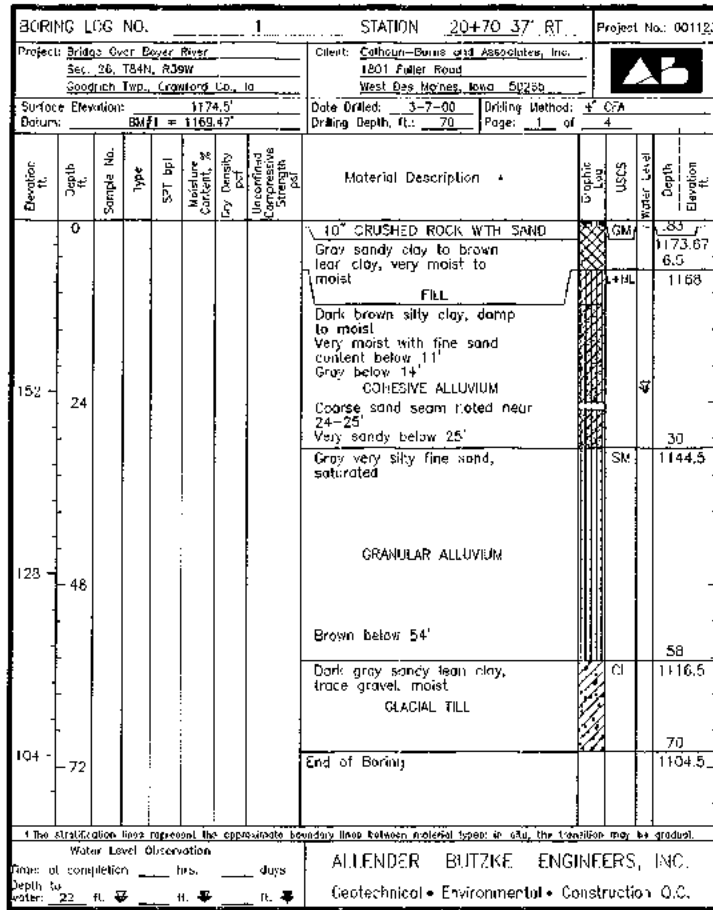 BORING LOG NO. 1 STATION 20+70 37' RT Project No.: 00112
Project: Bridge Over Boyer River Client: Calhoun-Burns and Associates, Inc.
Sec. 26, T84N, R39W 1801 Fuller Road
Goodrich Twp., Crawford Co., Ia West Des Moines, Iowa 50265
Surface Elevation: 1174.5' Date Drilled: 3-7-00 Drilling Method: 4" CFA
Datum: BM#1 = 1169.47' Drilling Depth, ft.: 70 Page: 1 of 4
Elevation ft. Depth ft. Sample No. Type SPT bpf Moisture Content, % Dry Density pcf Unconfined Compressive Strength psf Material Description Graphic Log USCS Water Level Depth Elevation ft.
0 10" CRUSHED ROCK WITH SAND GM .83
Gray sandy clay to brown 1173.67
lean clay, very moist to 6.5
moist 1168
FILL
Dark brown silty clay, damp
to moist
Very moist with fine sand
content below 11'
Gray below 14'
152 COHESIVE ALLUVIUM
24 Coarse sand seam noted near
24-25'
Very sandy below 25' 30
Gray very silty fine sand, SM 1144.5
saturated
GRANULAR ALLUVIUM
123
48
Brown below 54'
58
Dark gray sandy lean clay, CL 1116.5
trace gravel, moist
GLACIAL TILL
70
104 End of Boring 1104.5
72
The stratification lines represent the approximate boundary lines between material types: in situ, the transition may be gradual.
Water Level Observation
Time: at completion hrs. days ALLENDER BUTZKE ENGINEERS, INC.
Depth to
water: 22 ft. ft. ft. Geotechnical • Environmental • Construction Q.C.